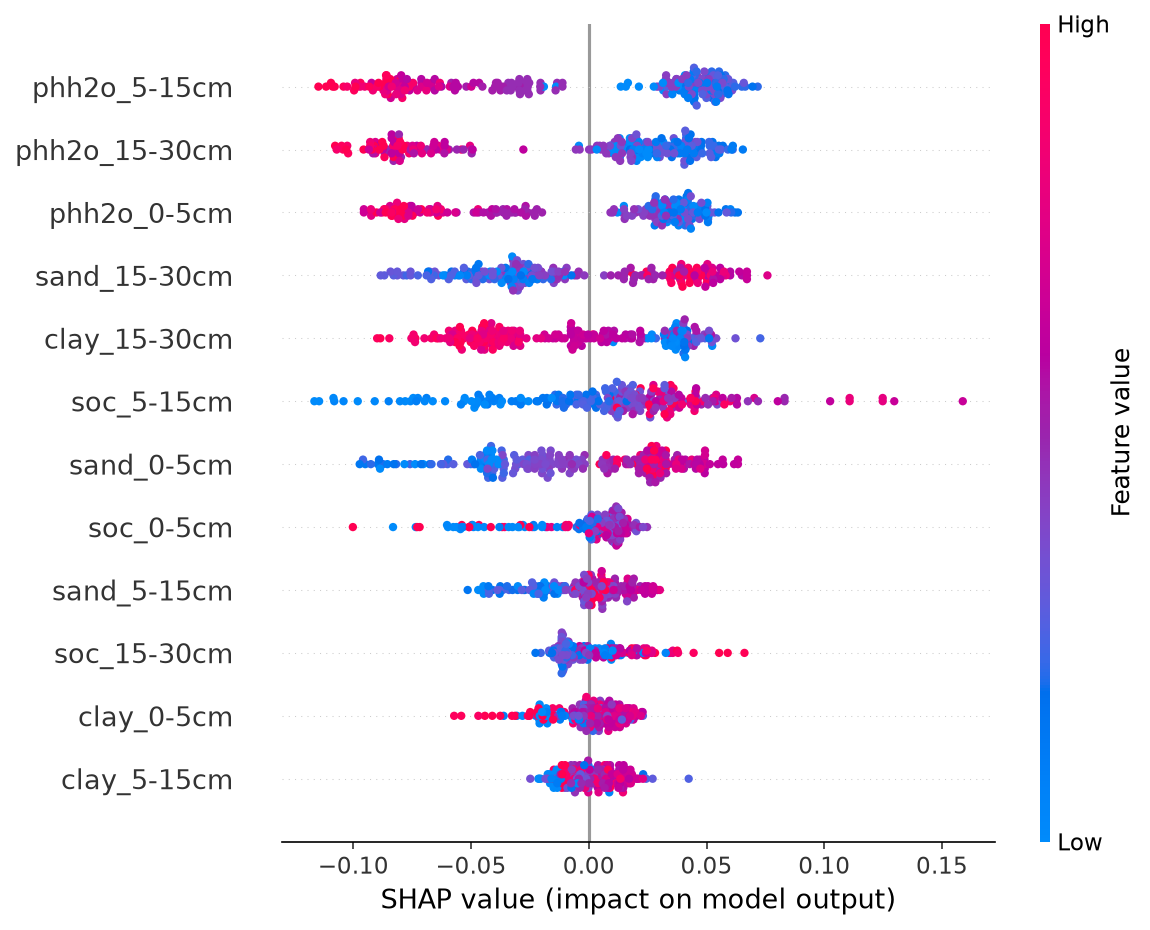 High
phh2o_5-15cm
phh2o_15-30cm
phh2o_0-5cm
sand_15-30cm
clay_15-30cm
soc_5-15cm
sand_0-5cm
soc_0-5cm
sand_5-15cm
soc_15-30cm
clay_0-5cm
clay_5-15cm
Feature value
Low
−0.10 −0.05 0.00 0.05 0.10 0.15
SHAP value (impact on model output)